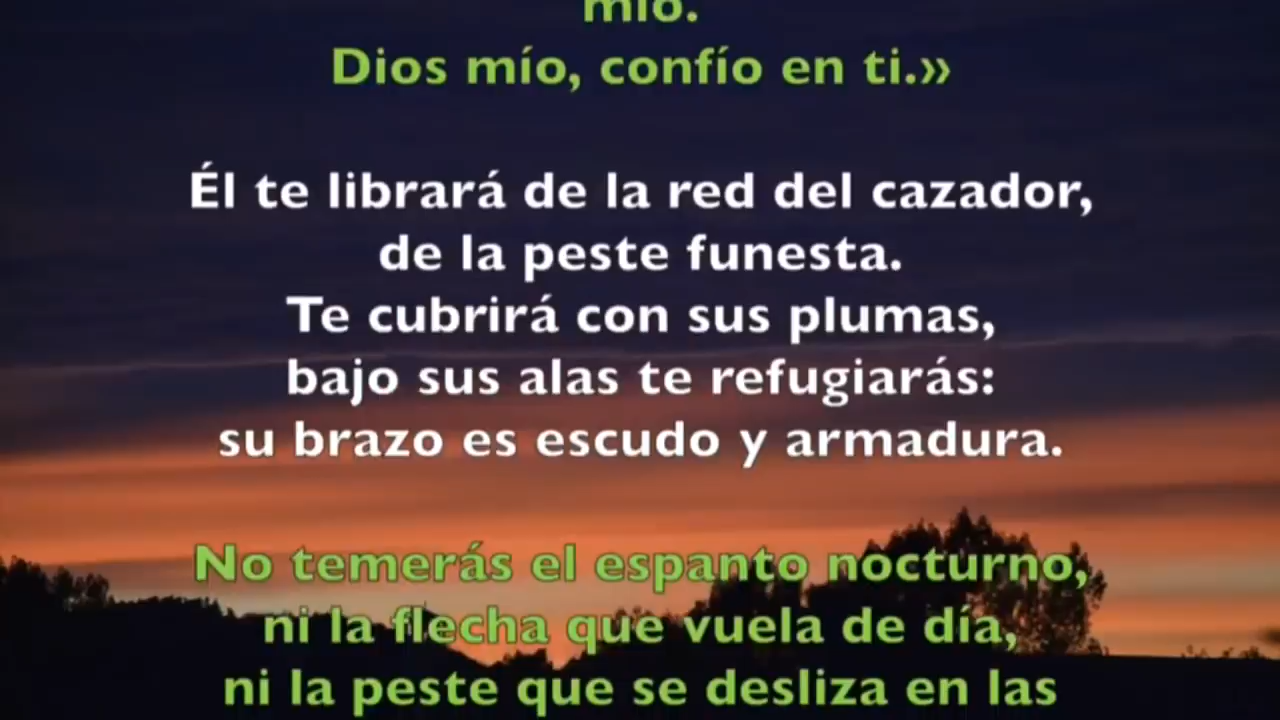 mío.
Dios mío, confío en ti.»
Él te librará de la red del cazador,
de la peste funesta.
Te cubrirá con sus plumas,
bajo sus alas te refugiarás:
su brazo es escudo y armadura.
No temerás el espanto nocturno,
ni la flecha que vuela de día,
ni la peste que se desliza en las